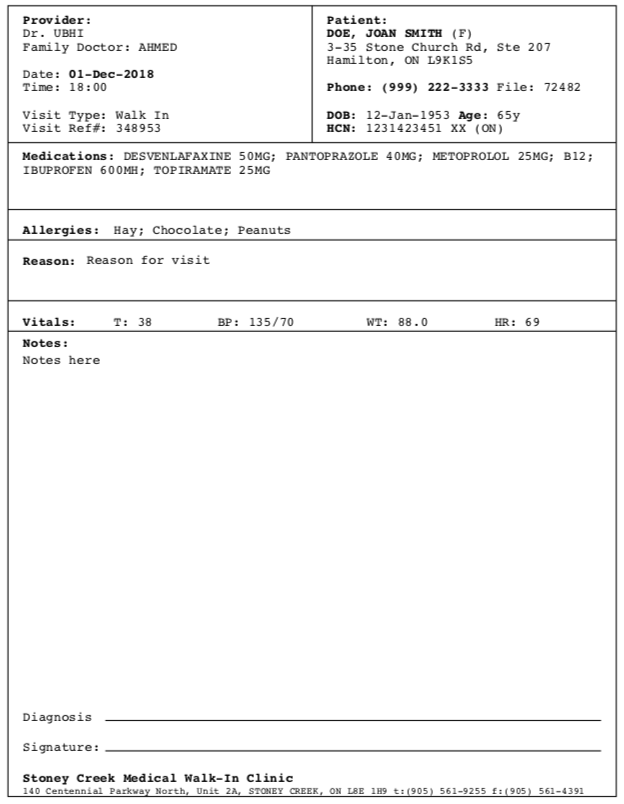 Provider:
Dr. UBHI
Family Doctor: AHMED
Date: 01-Dec-2018
Time: 18:00
Visit Type: Walk In
Visit Ref#: 348953
Patient:
DOE, JOAN SMITH (F)
3-35 Stone Church Rd, Ste 207
Hamilton, ON L9K1S5
Phone: (999) 222-3333 File: 72482
DOB: 12-Jan-1953 Age: 65y
HCN: 1231423451 XX (ON)
Medications: DESVENLAFAXINE 50MG; PANTOPRAZOLE 40MG; METOPROLOL 25MG; B12;
IBUPROFEN 600MH; TOPIRAMATE 25MG
Allergies: Hay; Chocolate; Peanuts
Reason: Reason for visit
Vitals: T: 38 BP: 135/70 WT: 88.0 HR: 69
Notes:
Notes here
Diagnosis
Signature:
Stoney Creek Medical Walk-In Clinic
140 Centennial Parkway North, Unit 2A, STONEY CREEK, ON L8E 1H9 t:(905) 561-9255 f:(905) 561-4391